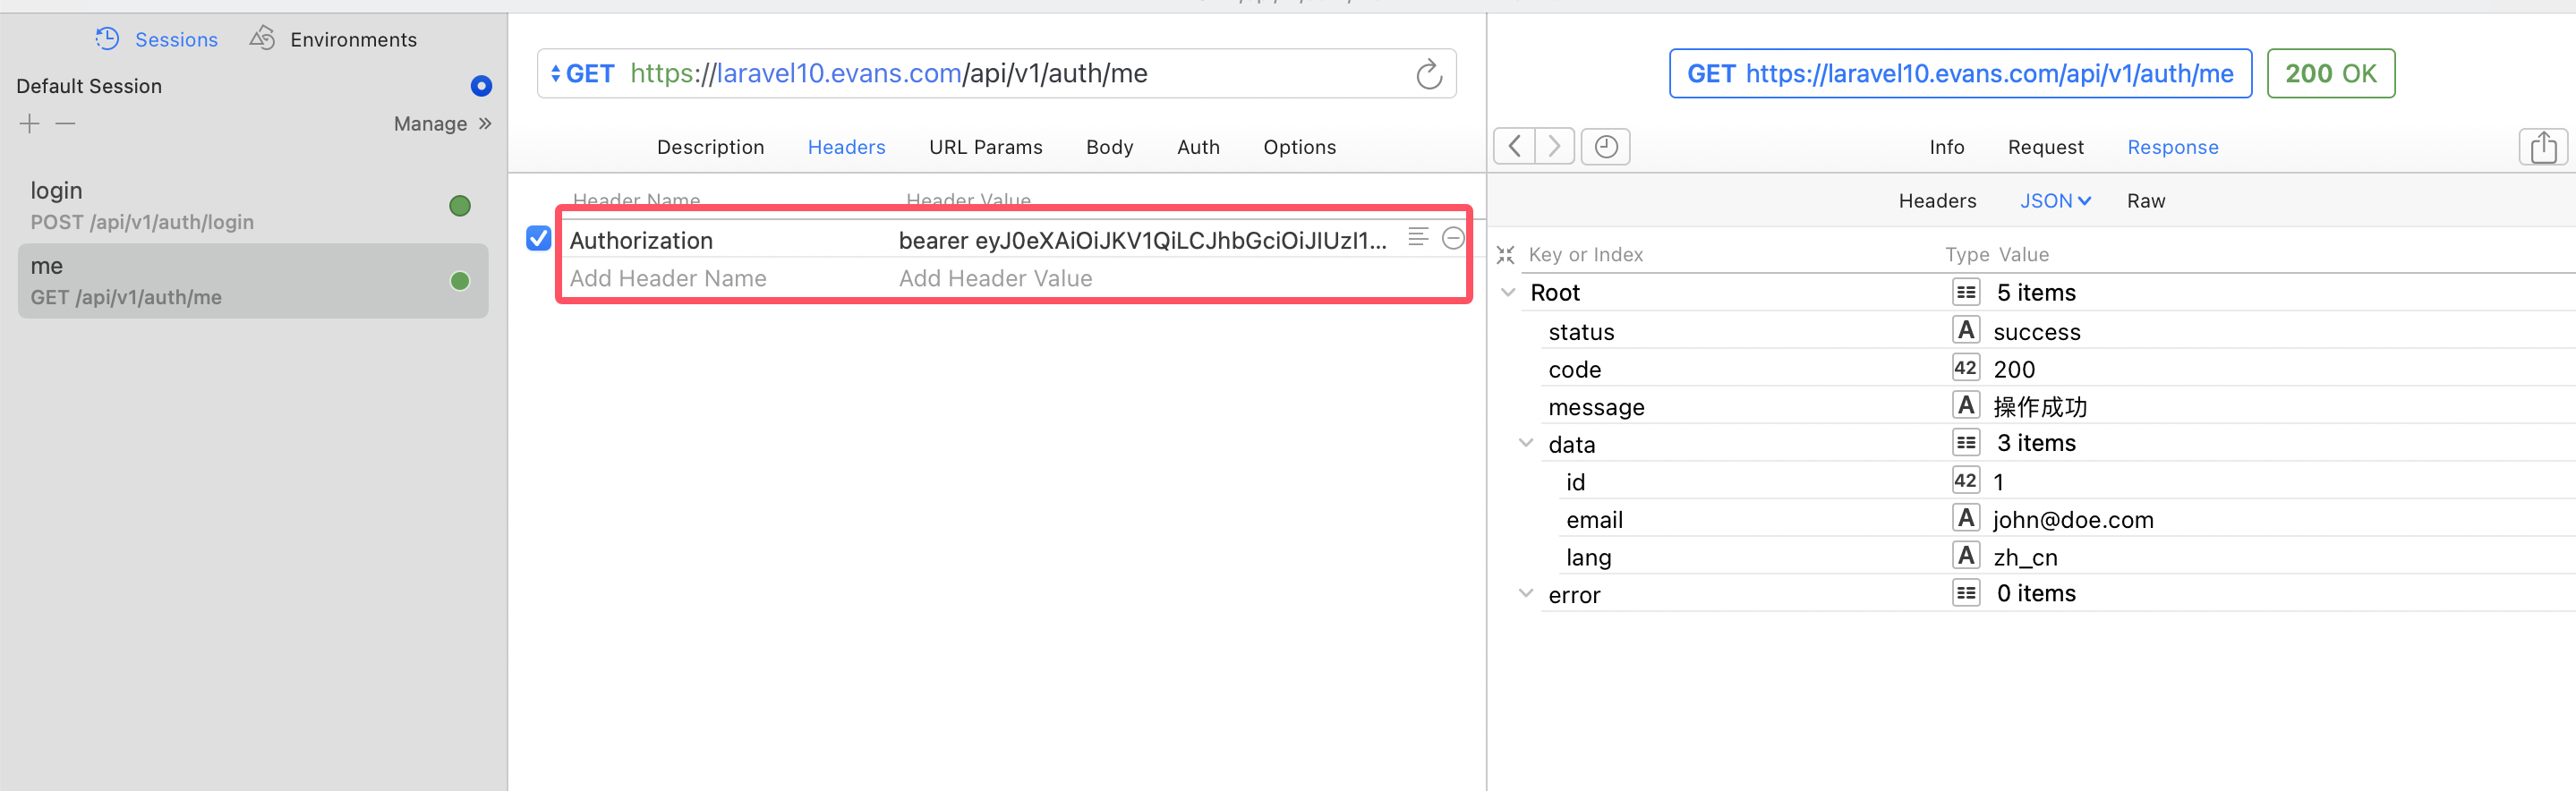 Sessions Environments
Default Session
Manage »
login
POST /api/v1/auth/login
me
GET /api/v1/auth/me
GET https://laravel10.evans.com/api/v1/auth/me
Description Headers URL Params Body Auth Options
Header Name Header Value
Authorization bearer eyJ0eXAiOiJKV1QiLCJhbGciOiJIUzI1...
Add Header Name Add Header Value
GET https://laravel10.evans.com/api/v1/auth/me 200 OK
Info Request Response
Headers JSON Raw
Key or Index Type Value
Root 5 items
status A success
code 42 200
message A 操作成功
data 3 items
id 42 1
email A john@doe.com
lang A zh_cn
error 0 items